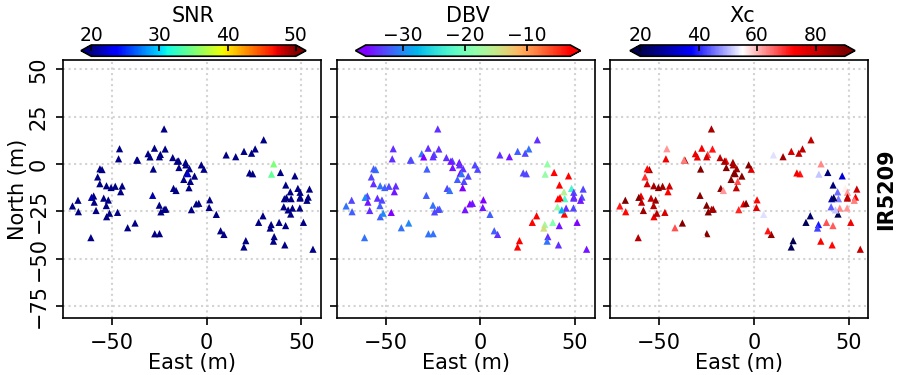 SNR DBV Xc
20 30 40 50 −30 −20 −10 20 40 60 80
50
25
0
−25
−50
−75
North (m)
−50 0 50 −50 0 50 −50 0 50
East (m) East (m) East (m)
IR5209